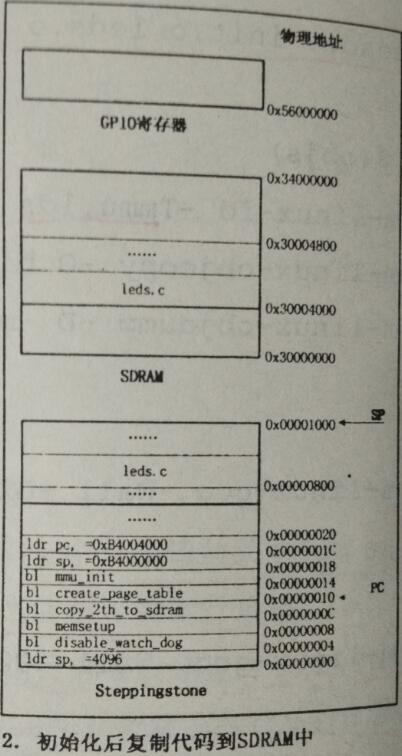 物理地址
0x56000000
GPIO寄存器
0x34000000
0x30004800
......
leds.c
0x30004000
0x30000000
SDRAM
0x00001000 SP
......
leds.c
0x00000800
......
......
0x00000020
ldr pc, =0xB4004000
0x0000001C
ldr sp, =0xB4000000
0x00000018
bl mmu_init
0x00000014
bl create_page_table
0x00000010 PC
bl copy_2th_to_sdram
0x0000000C
bl memsetup
0x00000008
bl disable_watch_dog
0x00000004
ldr sp, =4096
0x00000000
Steppingstone
2. 初始化后复制代码到SDRAM中